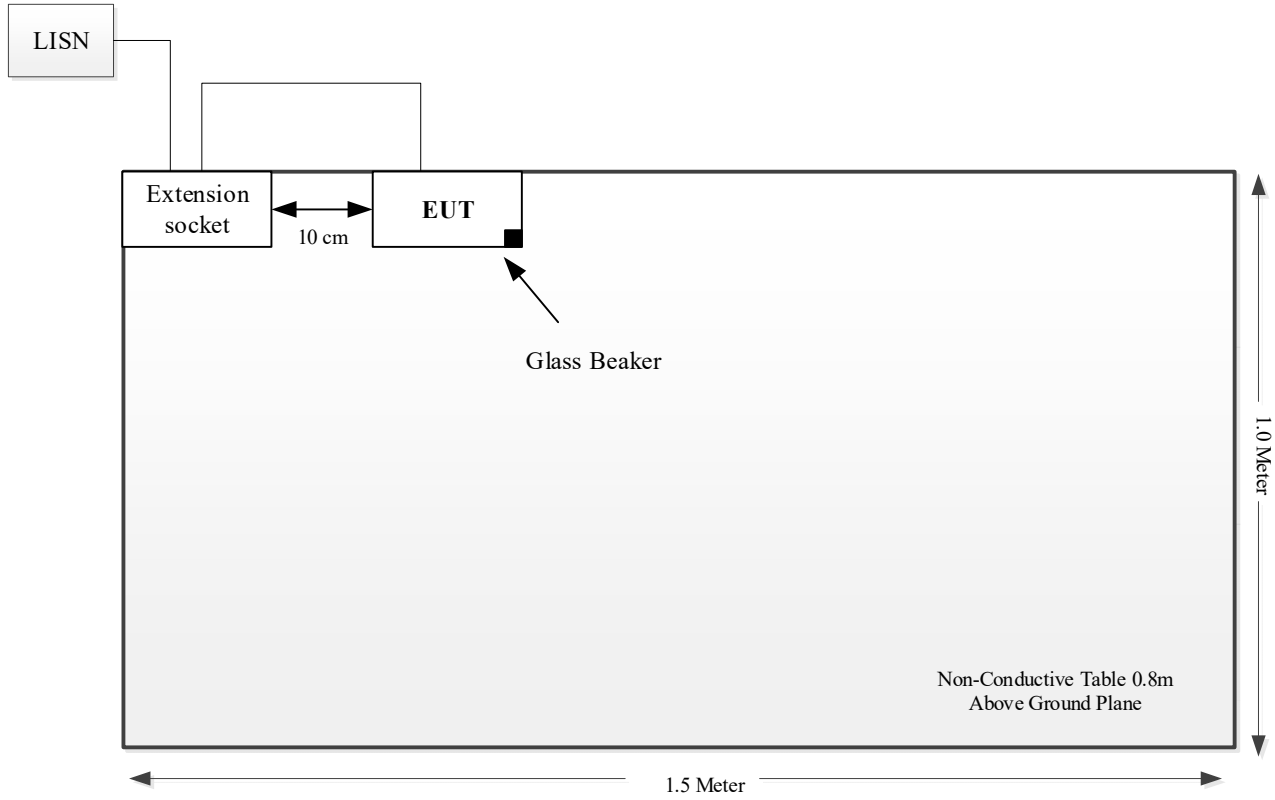 LISN
Extension
socket
EUT
10 cm
Glass Beaker
1.0 Meter
Non-Conductive Table 0.8m
Above Ground Plane
1.5 Meter